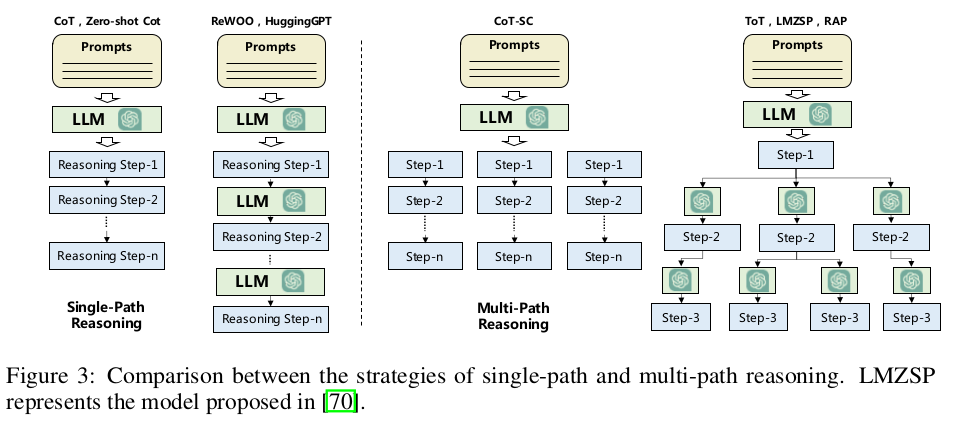 CoT , Zero-shot Cot
Prompts
LLM
Reasoning Step-1
Reasoning Step-2
Reasoning Step-n
Single-Path
Reasoning
ReWOO , HuggingGPT
Prompts
LLM
Reasoning Step-1
LLM
Reasoning Step-2
LLM
Reasoning Step-n
CoT-SC
Prompts
LLM
Step-1 Step-1 Step-1
Step-2 Step-2 Step-2
Step-n Step-n Step-n
Multi-Path
Reasoning
ToT , LMZSP , RAP
Prompts
LLM
Step-1
Step-2 Step-2 Step-2
Step-3 Step-3 Step-3 Step-3
Figure 3: Comparison between the strategies of single-path and multi-path reasoning. LMZSP
represents the model proposed in [70].